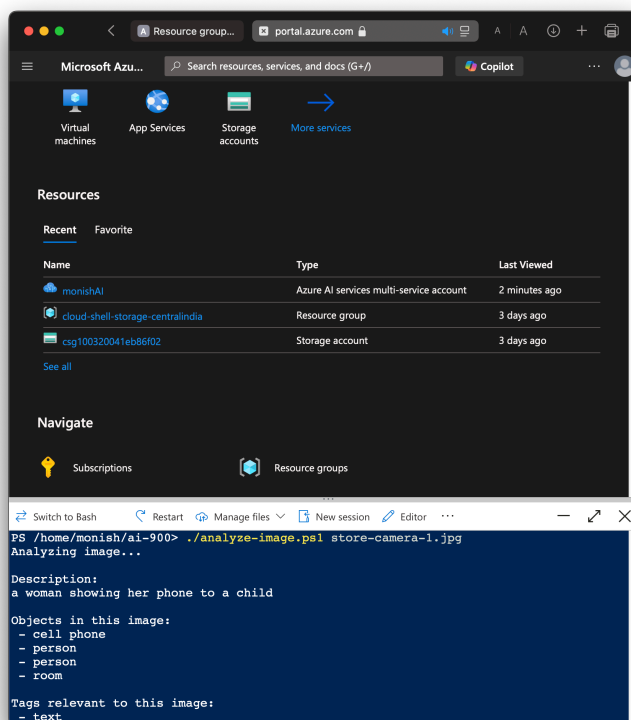 A Resource group...
portal.azure.com
A A
Microsoft Azu...
Search resources, services, and docs (G+/)
Copilot
...
Virtual machines
App Services
Storage accounts
More services
Resources
Recent Favorite
Name Type Last Viewed
monishAI Azure AI services multi-service account 2 minutes ago
cloud-shell-storage-centralindia Resource group 3 days ago
csg100320041eb86f02 Storage account 3 days ago
See all
Navigate
Subscriptions Resource groups
Switch to Bash Restart Manage files New session Editor ...
PS /home/monish/ai-900> ./analyze-image.ps1 store-camera-1.jpg
Analyzing image...
Description:
a woman showing her phone to a child
Objects in this image:
- cell phone
- person
- person
- room
Tags relevant to this image:
- text